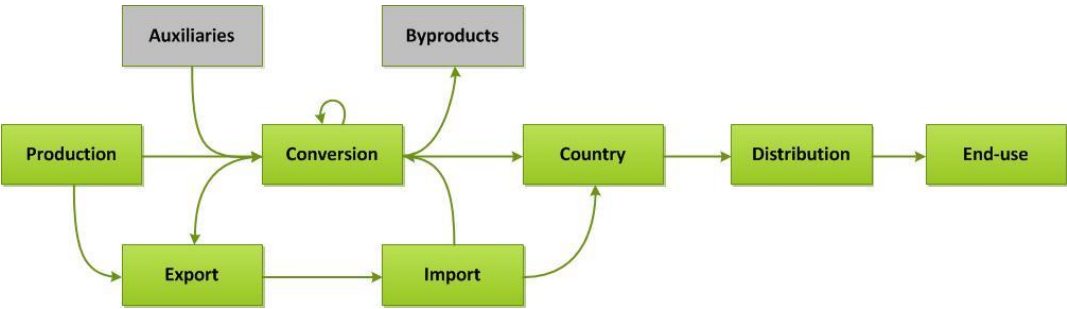 Auxiliaries
Byproducts
Production
Conversion
Country
Distribution
End-use
Export
Import